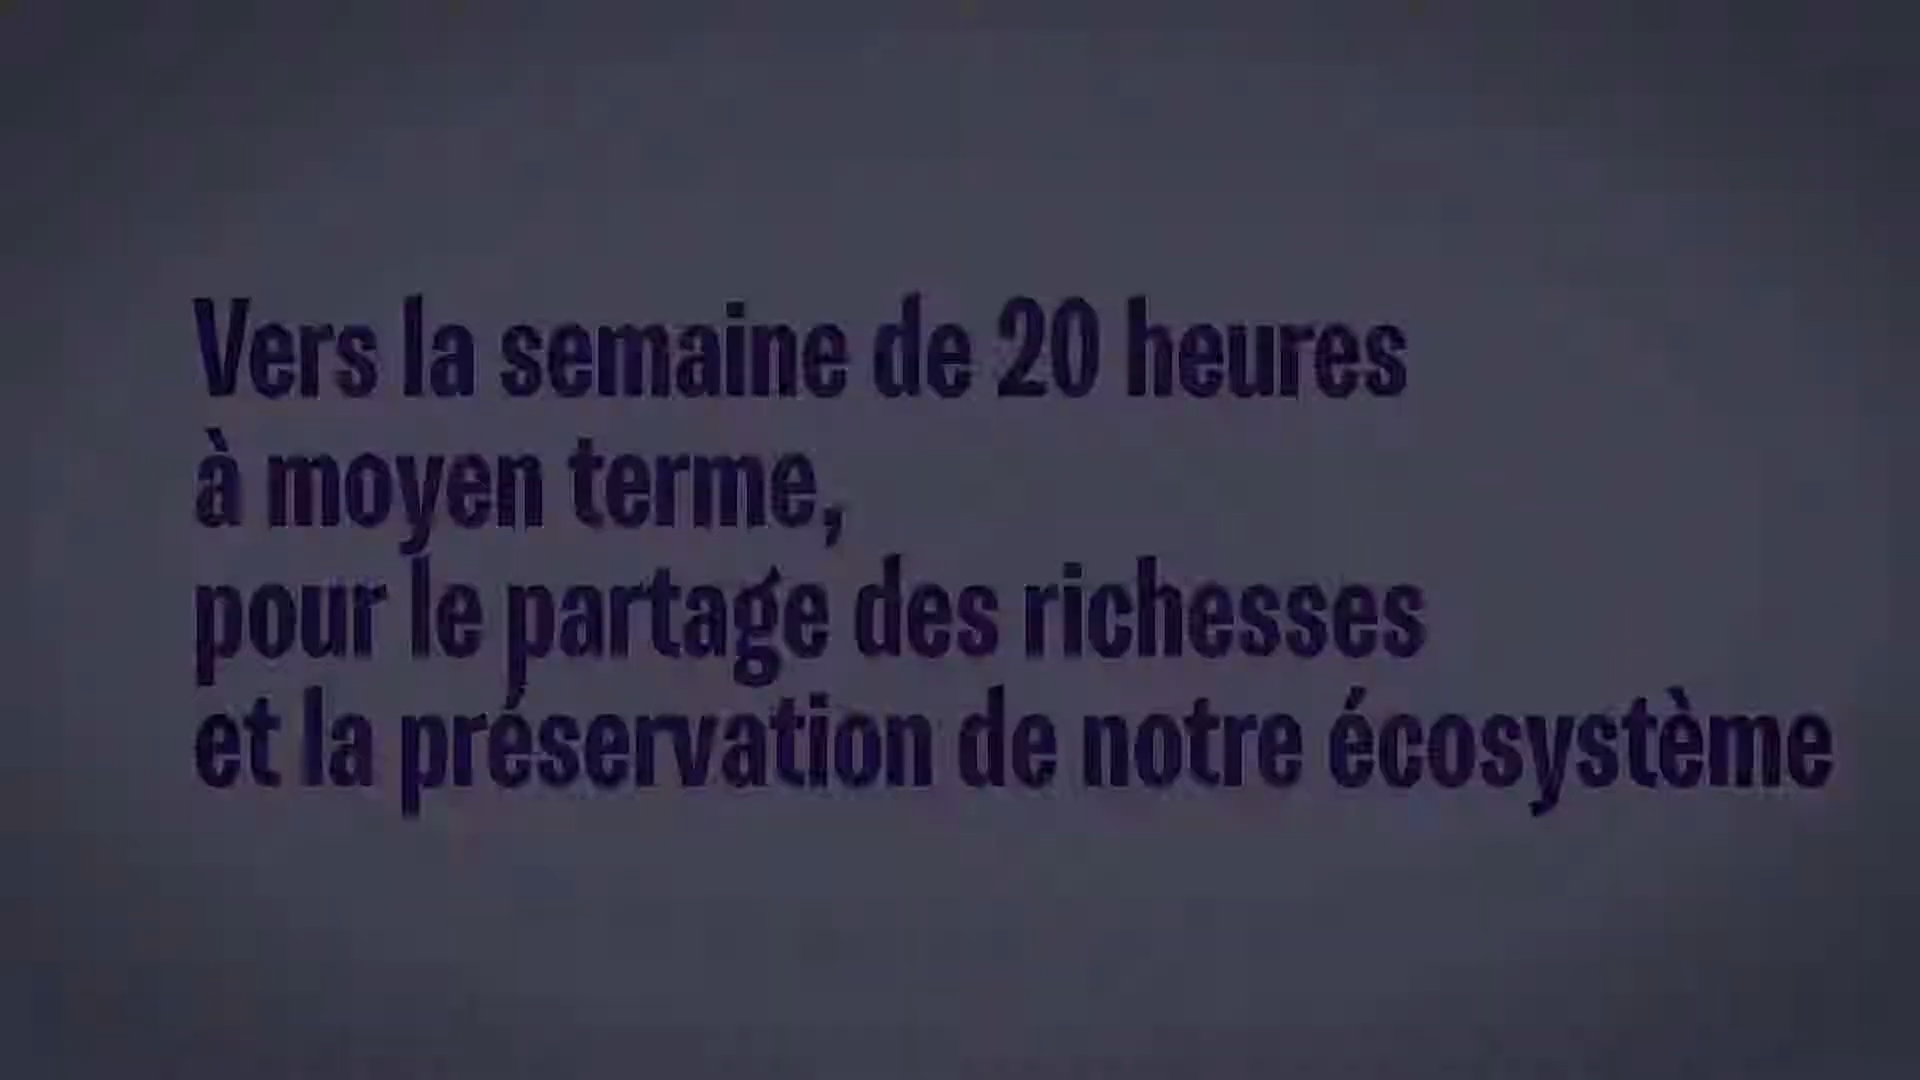 Vers la semaine de 20 heures
à moyen terme,
pour le partage des richesses
et la préservation de notre écosystème